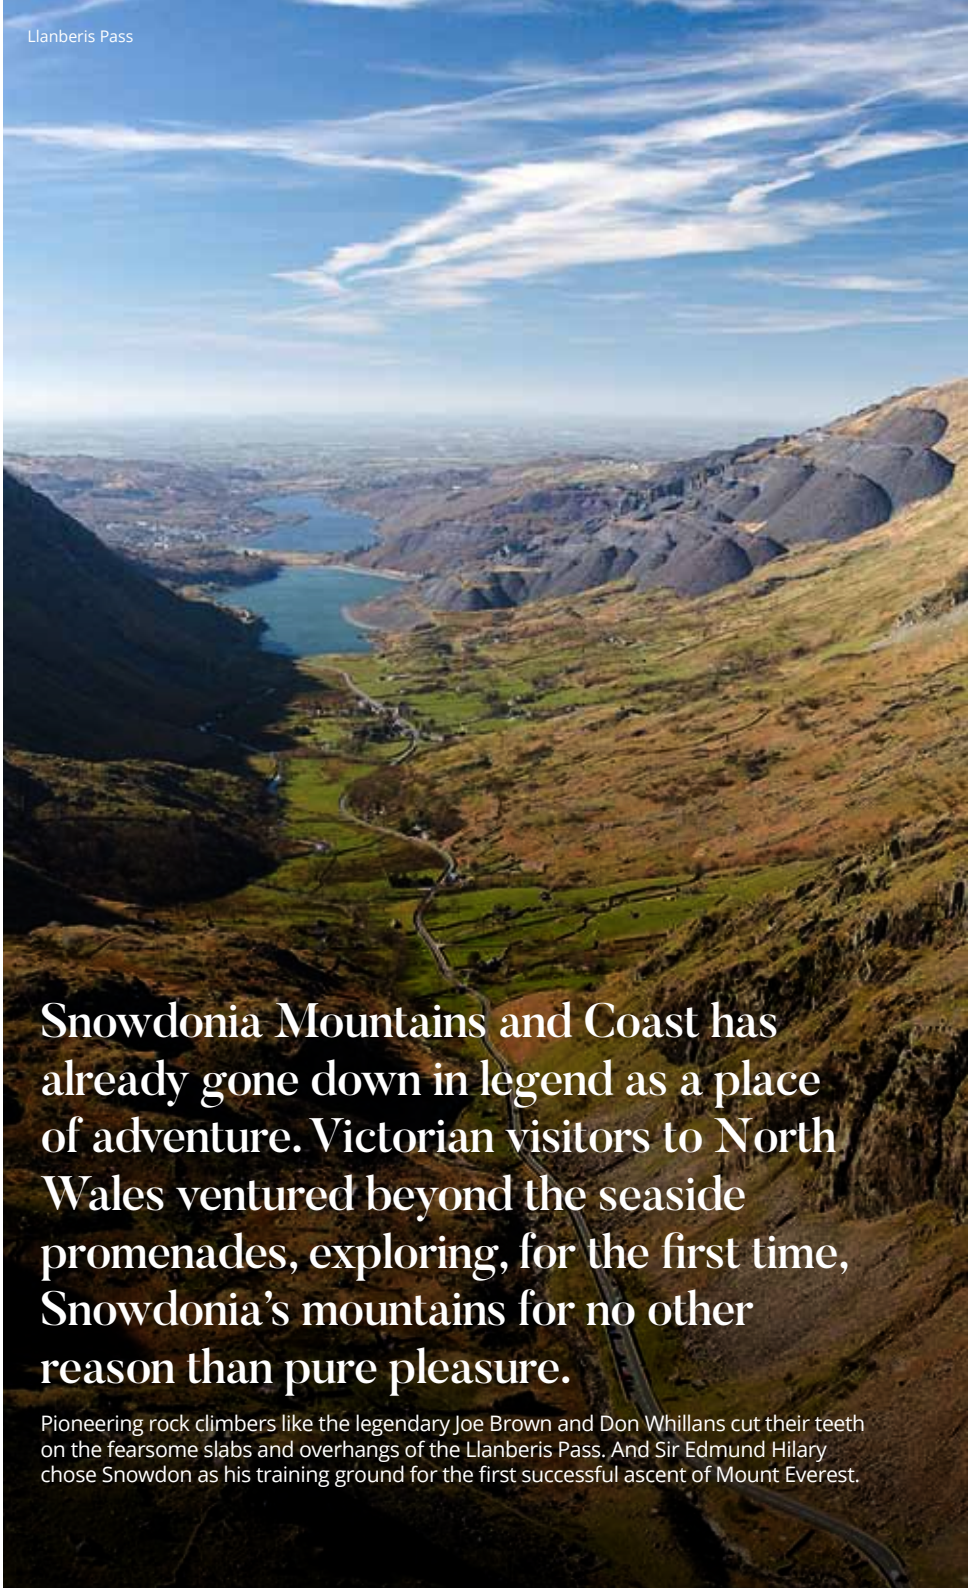 Llanberis Pass
Snowdonia Mountains and Coast has
already gone down in legend as a place
of adventure. Victorian visitors to North
Wales ventured beyond the seaside
promenades, exploring, for the first time,
Snowdonia’s mountains for no other
reason than pure pleasure.
Pioneering rock climbers like the legendary Joe Brown and Don Whillans cut their teeth
on the fearsome slabs and overhangs of the Llanberis Pass. And Sir Edmund Hilary
chose Snowdon as his training ground for the first successful ascent of Mount Everest.